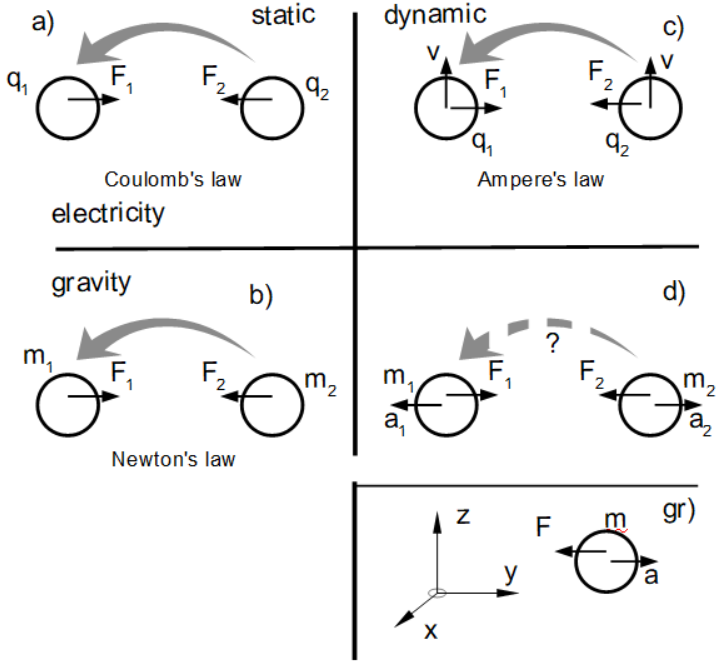 a)
static
q1
F1
F2
q2
Coulomb's law
electricity
dynamic
c)
v
v
F1
F2
q1
q2
Ampere's law
gravity
b)
m1
F1
F2
m2
Newton's law
d)
?
m1
F1
F2
m2
a1
a2
gr)
z
y
x
F
m
a